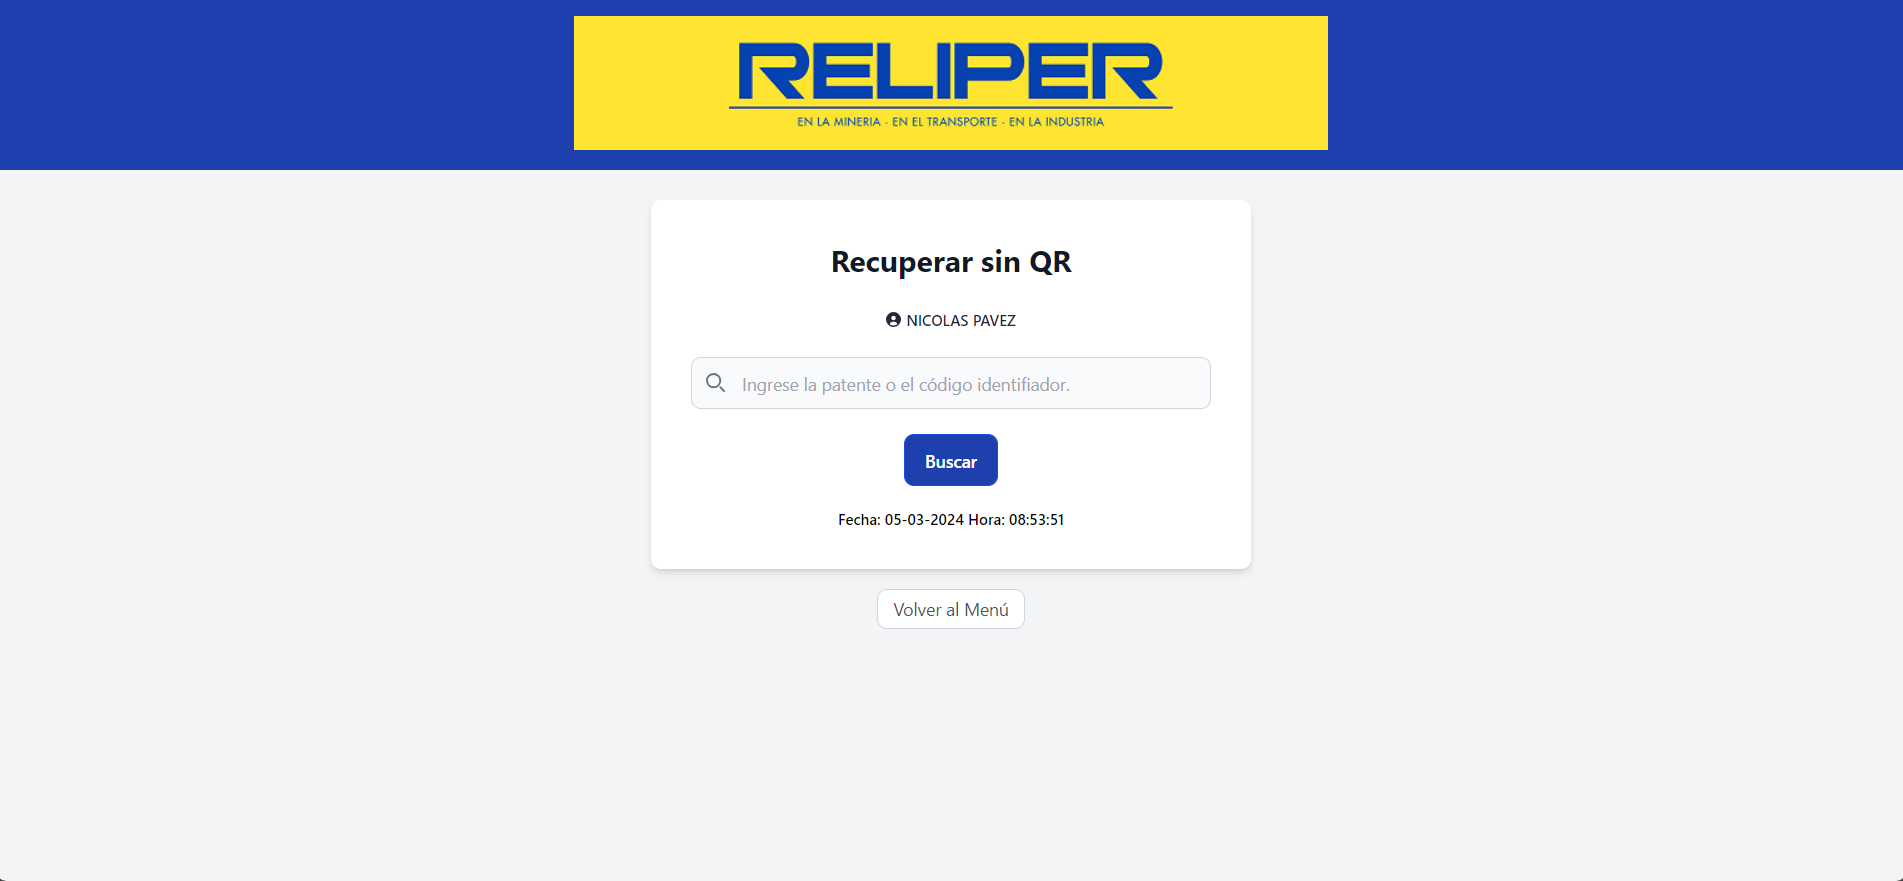 RELIPER
EN LA MINERIA · EN EL TRANSPORTE · EN LA INDUSTRIA
Recuperar sin QR
NICOLAS PAVEZ
Ingrese la patente o el código identifiador.
Buscar
Fecha: 05-03-2024 Hora: 08:53:51
Volver al Menú